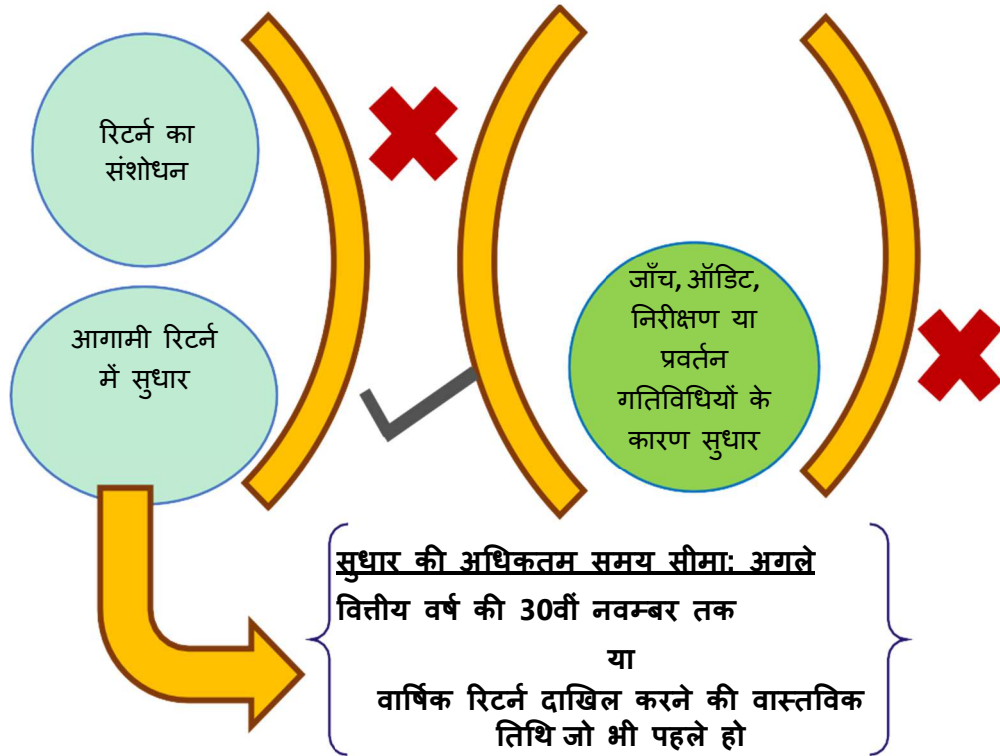 रिटर्न का
संशोधन
आगामी रिटर्न
में सुधार
जाँच, ऑडिट,
निरीक्षण या
प्रवर्तन
गतिविधियों के
कारण सुधार
सुधार की अधिकतम समय सीमा: अगले
वित्तीय वर्ष की 30वीं नवम्बर तक
या
वार्षिक रिटर्न दाखिल करने की वास्तविक
तिथि जो भी पहले हो